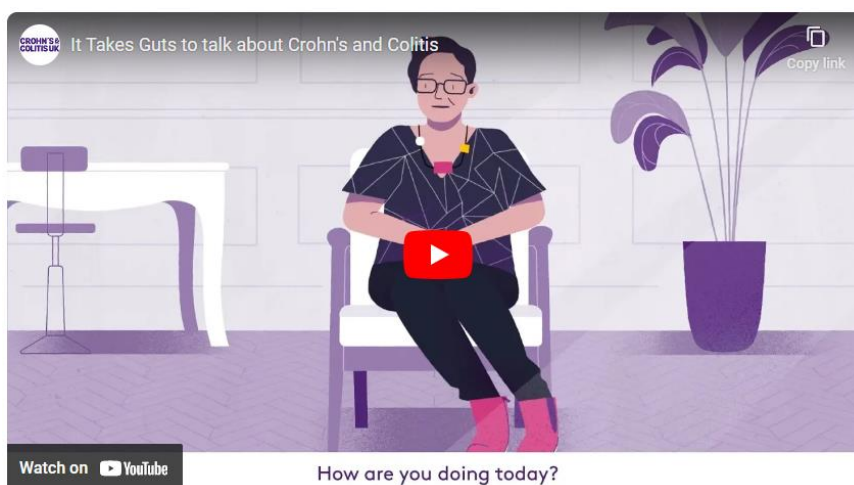 CROHN'S&
COLITIS UK
It Takes Guts to talk about Crohn's and Colitis
Copy link
Watch on YouTube
How are you doing today?